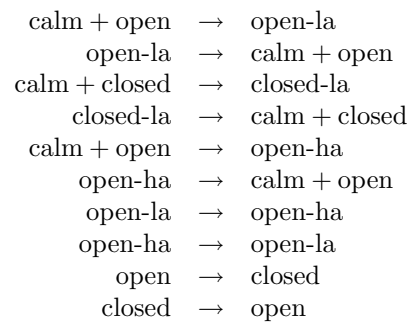 calm + open → open-la
open-la → calm + open
calm + closed → closed-la
closed-la → calm + closed
calm + open → open-ha
open-ha → calm + open
open-la → open-ha
open-ha → open-la
open → closed
closed → open